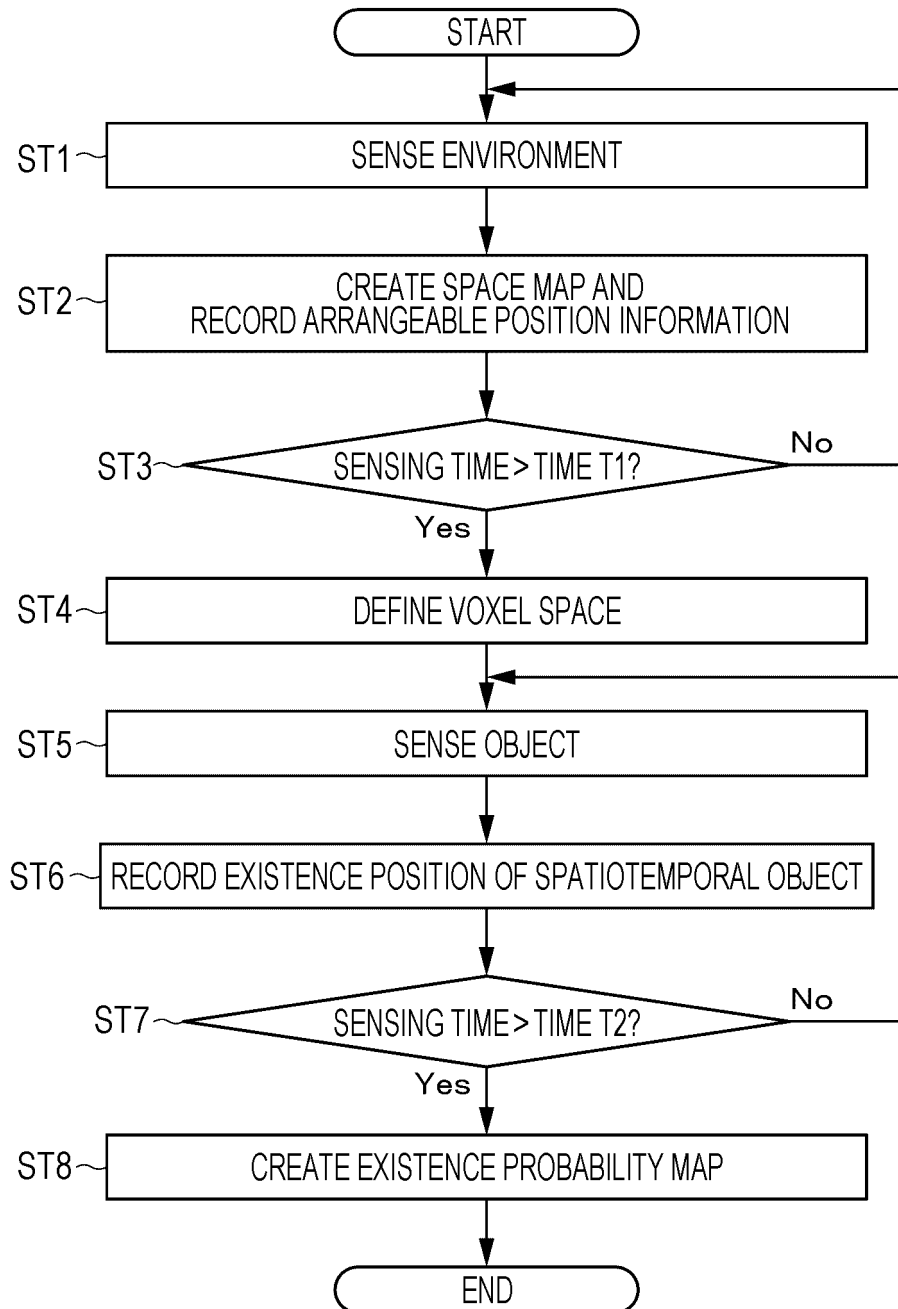 START
ST1
SENSE ENVIRONMENT
ST2
CREATE SPACE MAP AND
RECORD ARRANGEABLE POSITION INFORMATION
ST3
SENSING TIME > TIME T1?
No
Yes
ST4
DEFINE VOXEL SPACE
ST5
SENSE OBJECT
ST6
RECORD EXISTENCE POSITION OF SPATIOTEMPORAL OBJECT
ST7
SENSING TIME > TIME T2?
No
Yes
ST8
CREATE EXISTENCE PROBABILITY MAP
END